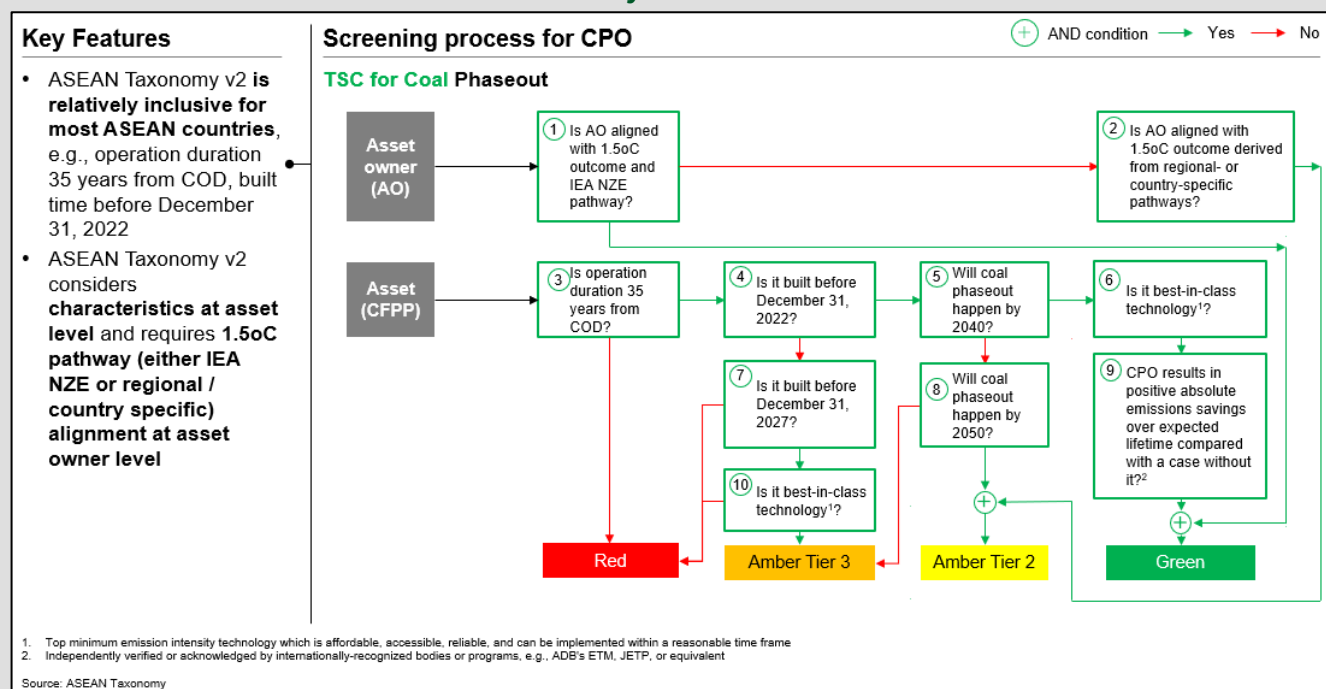 Key Features
• ASEAN Taxonomy v2 is
relatively inclusive for
most ASEAN countries,
e.g., operation duration
35 years from COD, built
time before December
31, 2022
• ASEAN Taxonomy v2
considers
characteristics at asset
level and requires 1.5oC
pathway (either IEA
NZE or regional /
country specific)
alignment at asset
owner level
Screening process for CPO
+ AND condition
Yes
No
TSC for Coal Phaseout
Asset
owner
(AO)
1 Is AO aligned
with 1.5oC
outcome and
IEA NZE
pathway?
2 Is AO aligned with
1.5oC outcome derived
from regional- or
country-specific
pathways?
Asset
(CFPP)
3 Is operation
duration 35
years from
COD?
4 Is it built before
December 31,
2022?
5 Will coal
phaseout
happen by
2040?
6
Is it best-in-class
technology1?
7
Is it built before
December 31,
2027?
8 Will coal
phaseout
happen by
2050?
9 CPO results in
positive absolute
emissions savings
over expected
lifetime compared
with a case without
it?2
10 Is it best-in-class
technology1?
+
+
Red
Amber Tier 3
Amber Tier 2
Green
1. Top minimum emission intensity technology which is affordable, accessible, reliable, and can be implemented within a reasonable time frame
2. Independently verified or acknowledged by internationally-recognized bodies or programs, e.g., ADB's ETM, JETP, or equivalent
Source: ASEAN Taxonomy